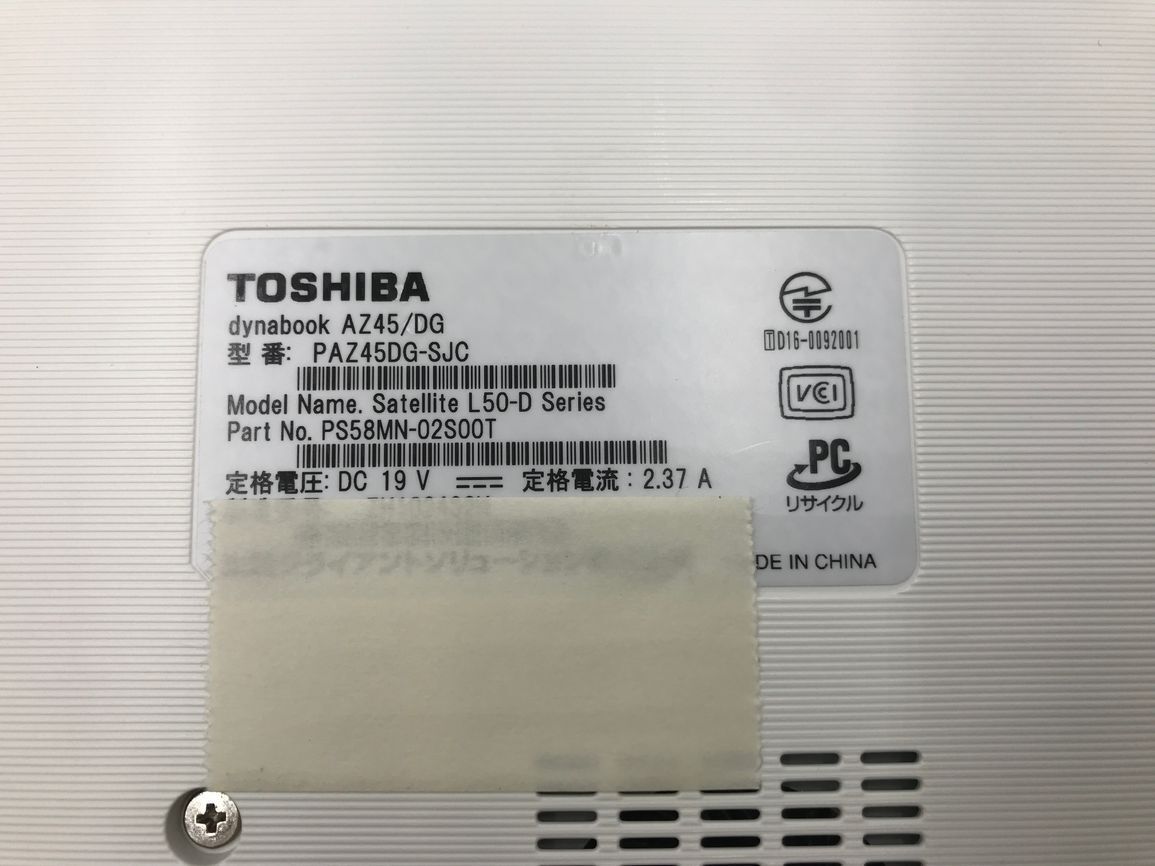 TOSHIBA
dynabook AZ45/DG
型 番: PAZ45DG-SJC
Model Name. Satellite L50-D Series
Part No. PS58MN-02S00T
定格電圧: DC 19 V 定格電流: 2.37 A
T D16-0092001
VCI
PC
リサイクル
DE IN CHINA